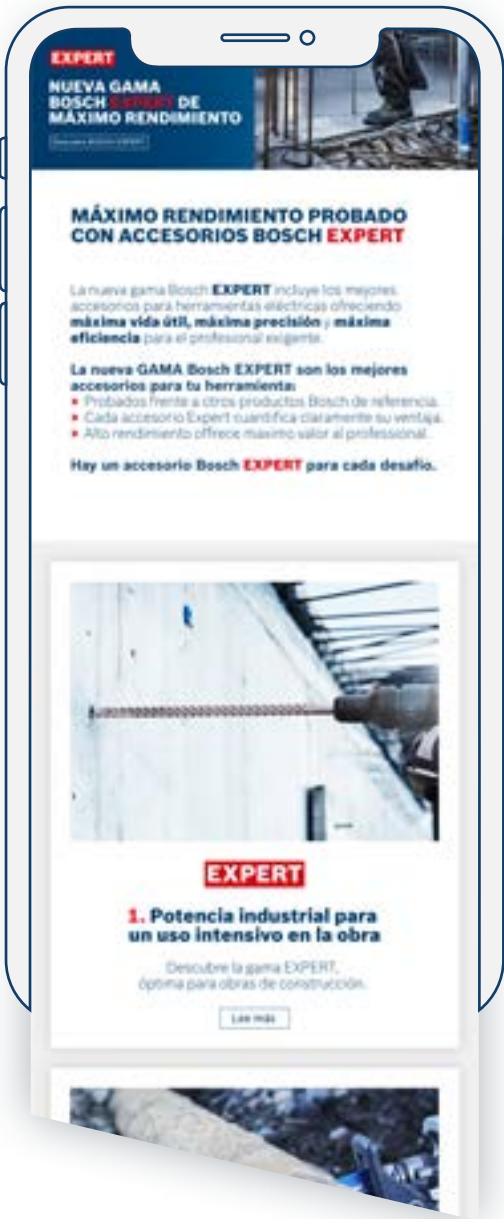 EXPERT
NUEVA GAMA
BOSCH EXPERT DE
MÁXIMO RENDIMIENTO
Descubre BOSCH EXPERT
MÁXIMO RENDIMIENTO PROBADO
CON ACCESORIOS BOSCH EXPERT
La nueva gama Bosch EXPERT incluye los mejores
accesorios para herramientas eléctricas ofreciendo
máxima vida útil, máxima precisión y máxima
eficiencia para el profesional exigente.
La nueva GAMA Bosch EXPERT son los mejores
accesorios para tu herramienta:
Probados frente a otros productos Bosch de referencia.
Cada accesorio Expert cuantifica claramente su ventaja.
Alto rendimiento offrece maximo valor al professional.
Hay un accesorio Bosch EXPERT para cada desafío.
EXPERT
1. Potencia industrial para
un uso intensivo en la obra
Descubre la gama EXPERT,
óptima para obras de construcción.
Lee más